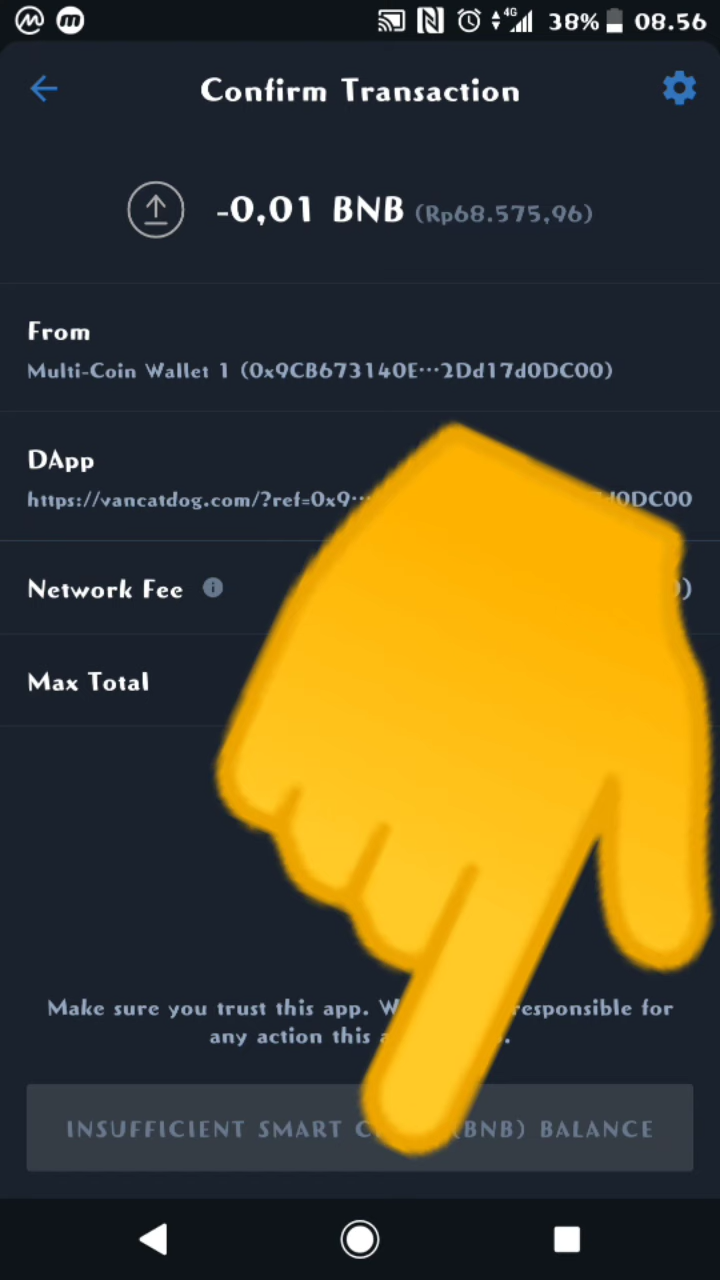 4G 38% 08.56
Confirm Transaction
-0,01 BNB (Rp68.575,96)
From
Multi-Coin Wallet 1 (0x9CB673140E...2Dd17d0DC00)
DApp
https://vancatdog.com/?ref=0x9... d0DC00
Network Fee )
Max Total
Make sure you trust this app. responsible for
any action this
INSUFFICIENT SMART (BNB) BALANCE